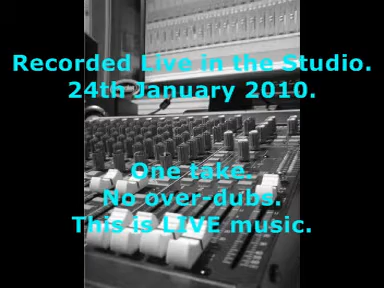 Recorded Live in the Studio.
24th January 2010.
One take.
No over-dubs.
This is LIVE music.